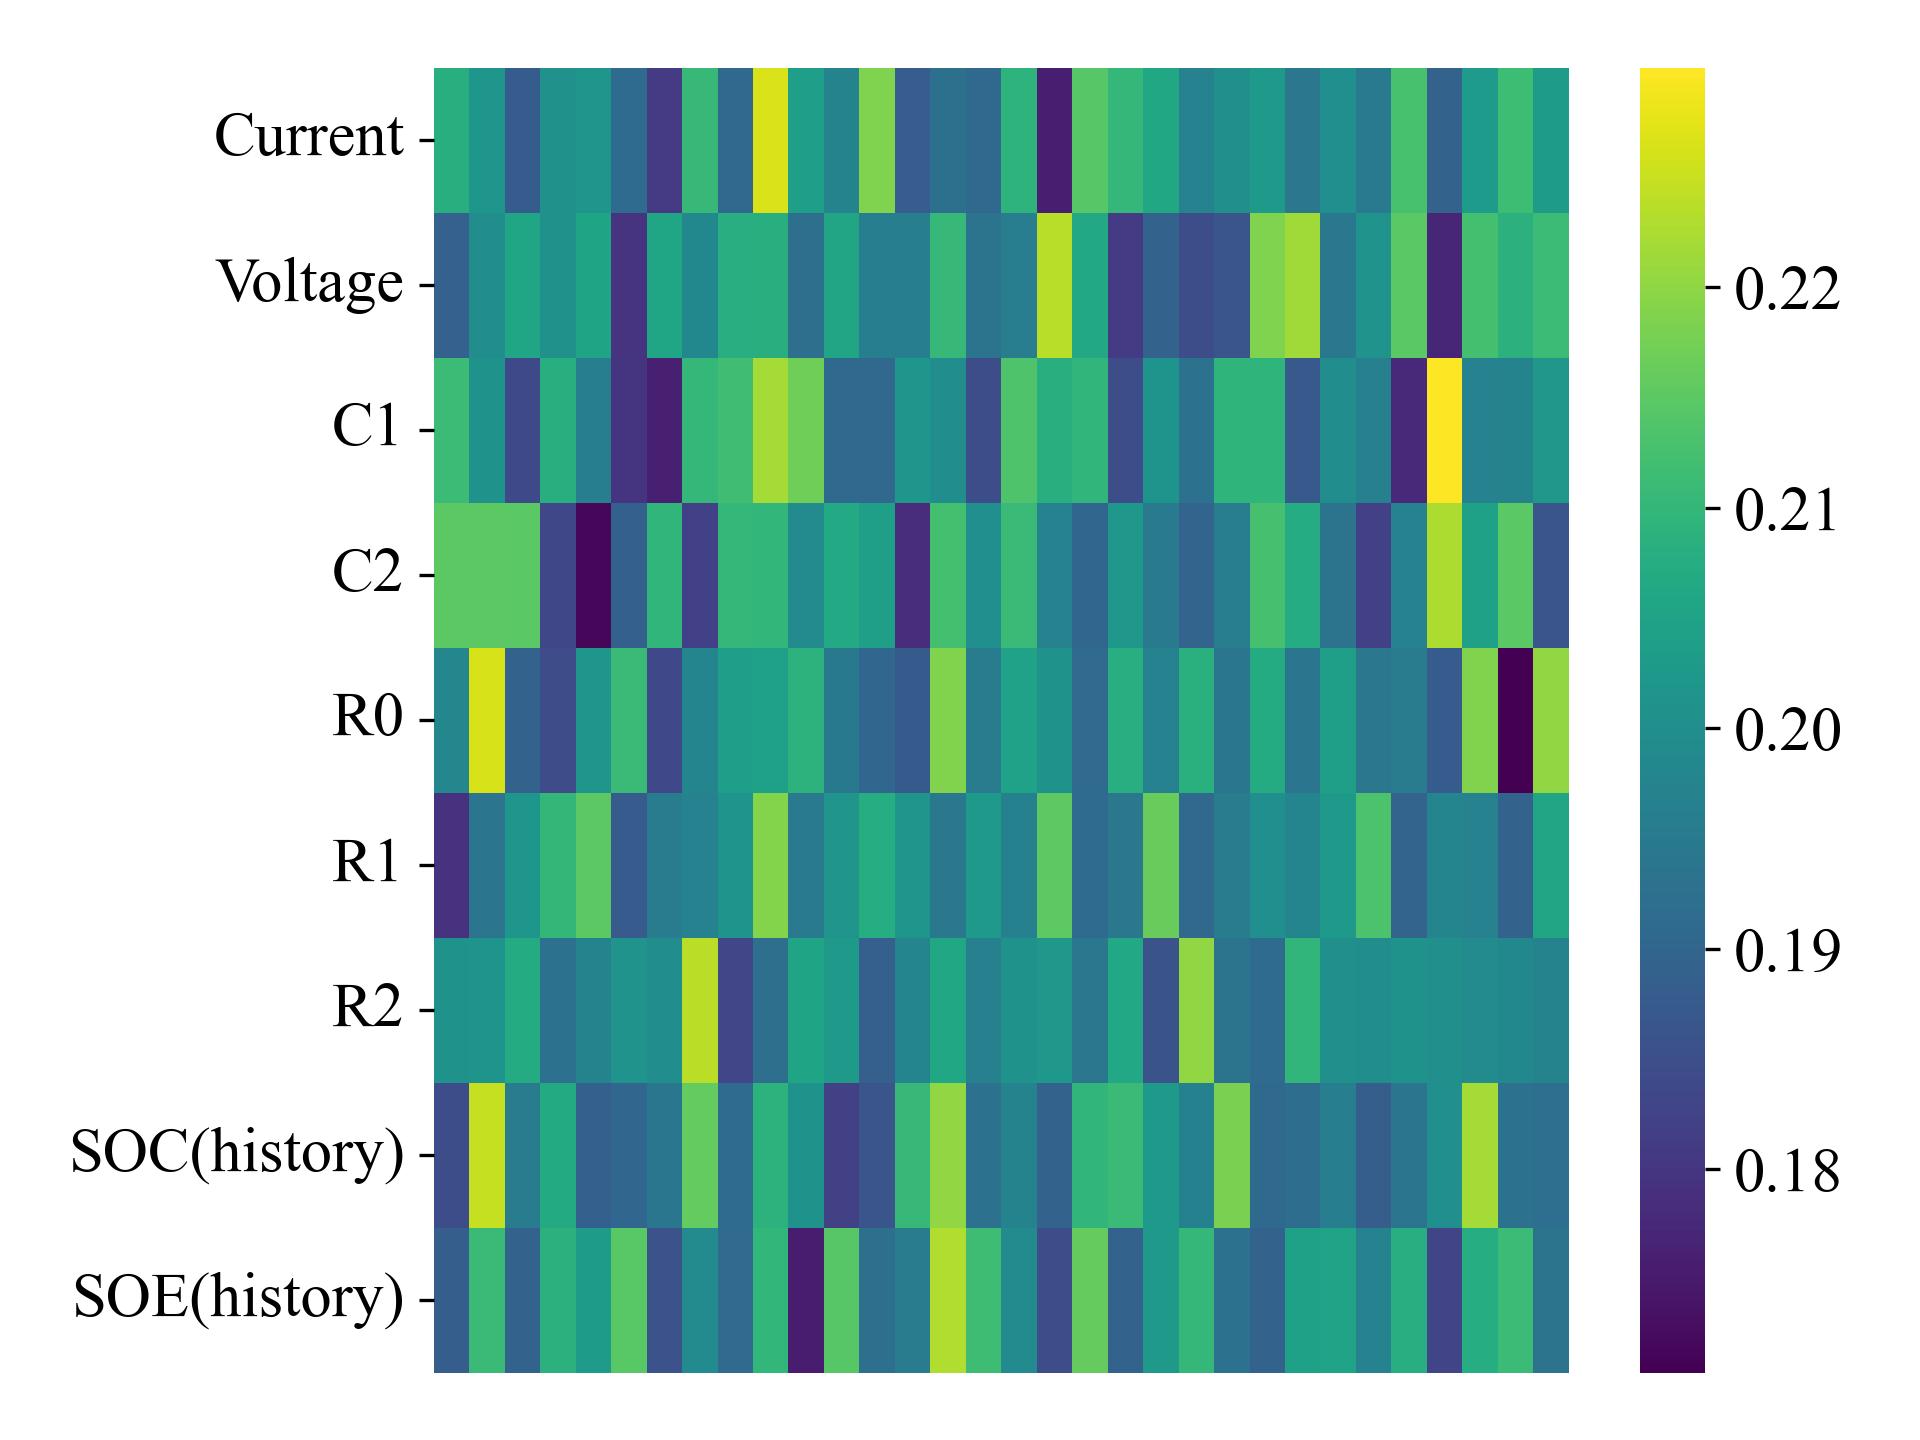 Current
Voltage
C1
C2
R0
R1
R2
SOC(history)
SOE(history)
0.22
0.21
0.20
0.19
0.18